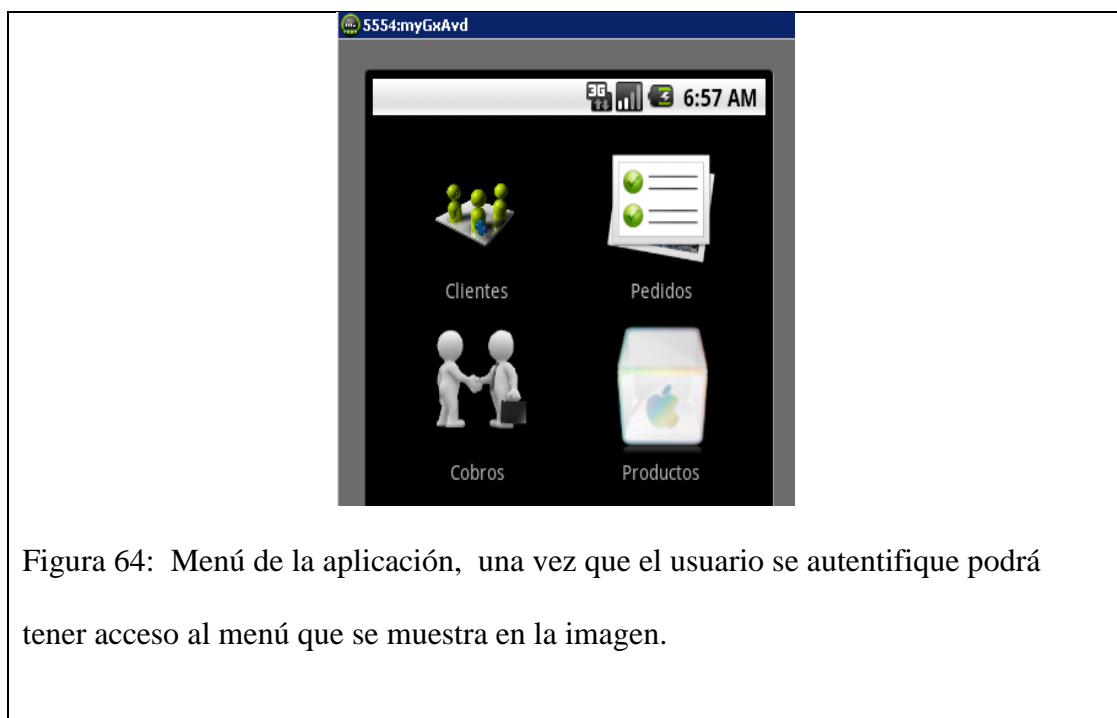 5554:myGxAvd
3G 6:57 AM
Clientes Pedidos
Cobros Productos
Figura 64: Menú de la aplicación, una vez que el usuario se autentifique podrá
tener acceso al menú que se muestra en la imagen.